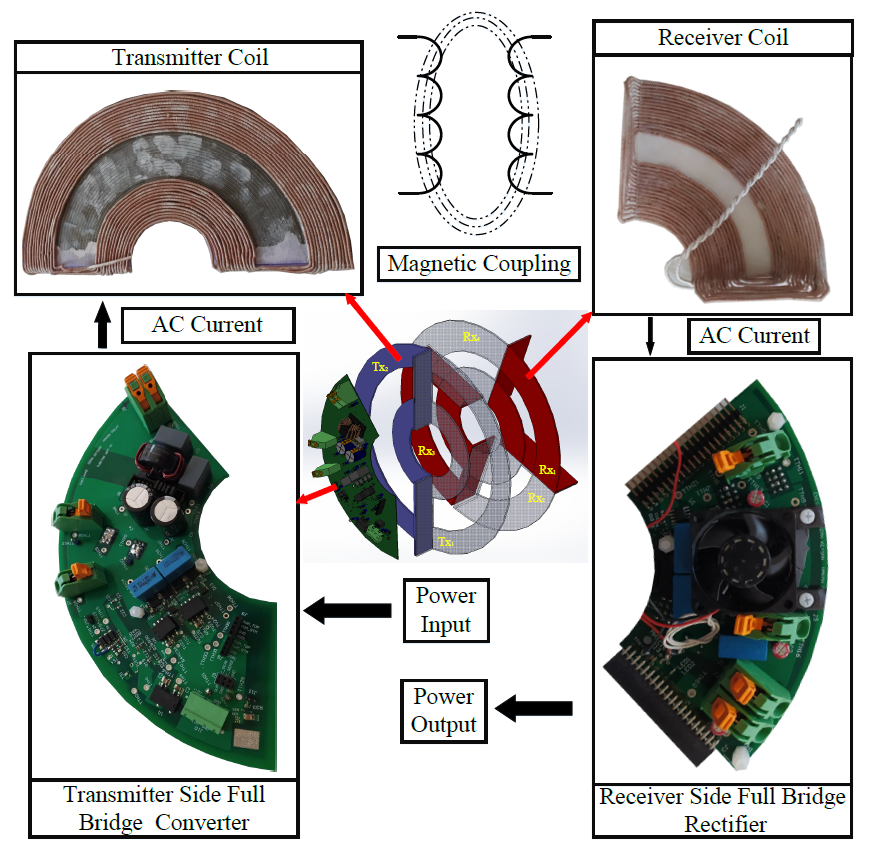 Transmitter Coil
Receiver Coil
Magnetic Coupling
AC Current
AC Current
Tx₂
Rx₄
Rx₃
Rx₁
Rx₂
Tx₁
Power
Input
Power
Output
Transmitter Side Full
Bridge Converter
Receiver Side Full Bridge
Rectifier